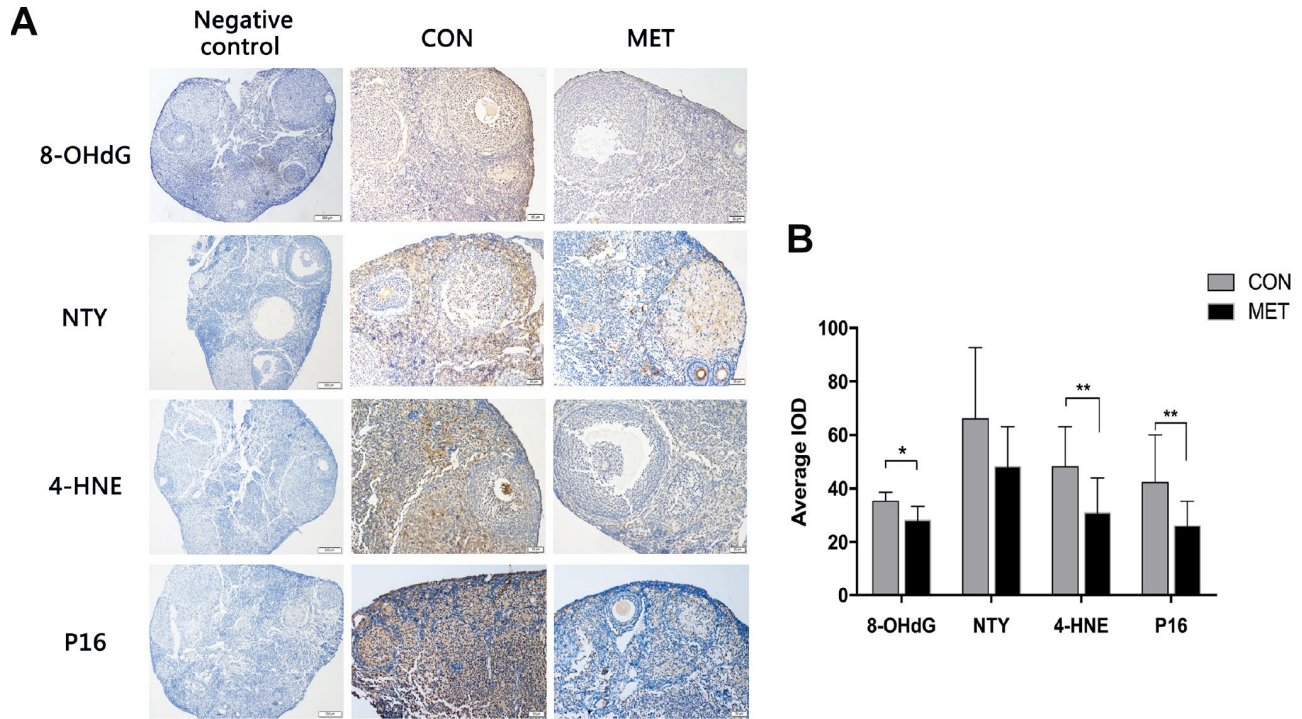 A
Negative
control
CON
MET
8-OHdG
NTY
4-HNE
P16
B
CON
MET
Average IOD
100
80
60
40
20
0
*
**
**
8-OHdG
NTY
4-HNE
P16